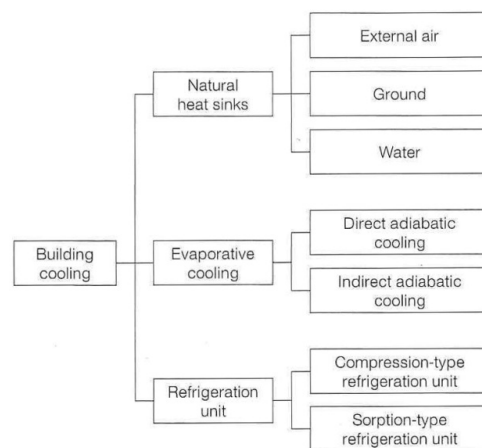 External air
Natural
heat sinks
Ground
Water
Direct adiabatic
cooling
Building
cooling
Evaporative
cooling
Indirect adiabatic
cooling
Compression-type
refrigeration unit
Refrigeration
unit
Sorption-type
refrigeration unit